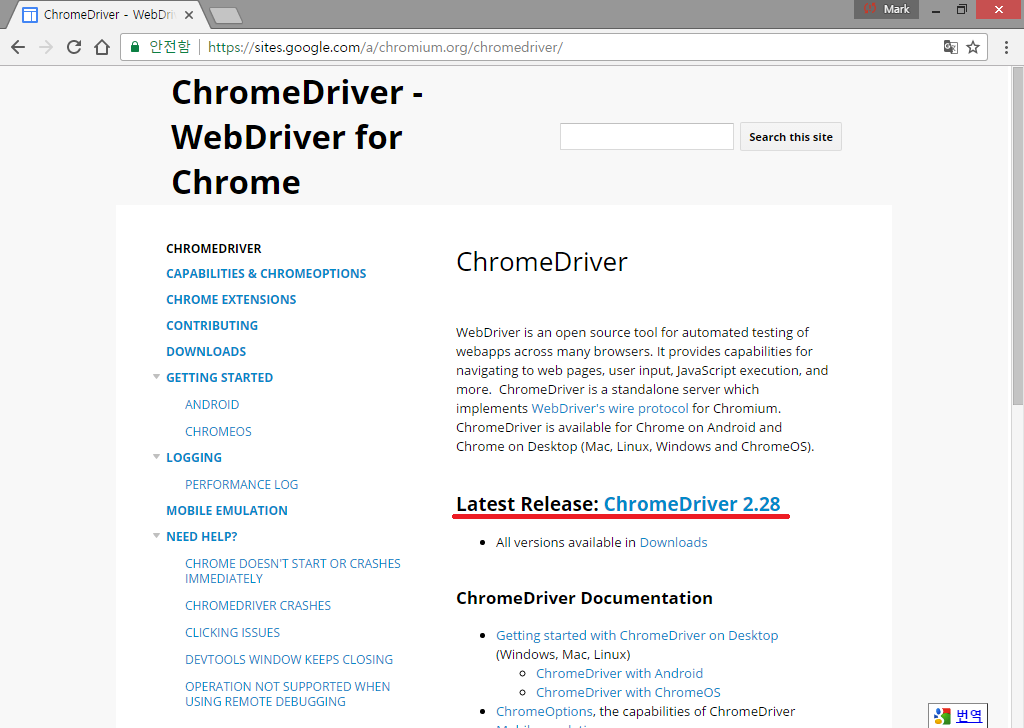 ChromeDriver - WebDri
Mark
안전함
https://sites.google.com/a/chromium.org/chromedriver/
ChromeDriver -
WebDriver for
Chrome
Search this site
CHROMEDRIVER
CAPABILITIES & CHROMEOPTIONS
CHROME EXTENSIONS
CONTRIBUTING
DOWNLOADS
GETTING STARTED
ANDROID
CHROMEOS
LOGGING
PERFORMANCE LOG
MOBILE EMULATION
NEED HELP?
CHROME DOESN'T START OR CRASHES
IMMEDIATELY
CHROMEDRIVER CRASHES
CLICKING ISSUES
DEVTOOLS WINDOW KEEPS CLOSING
OPERATION NOT SUPPORTED WHEN
USING REMOTE DEBUGGING
ChromeDriver
WebDriver is an open source tool for automated testing of
webapps across many browsers. It provides capabilities for
navigating to web pages, user input, JavaScript execution, and
more.  ChromeDriver is a standalone server which
implements WebDriver's wire protocol for Chromium.
ChromeDriver is available for Chrome on Android and
Chrome on Desktop (Mac, Linux, Windows and ChromeOS).
Latest Release: ChromeDriver 2.28
All versions available in Downloads
ChromeDriver Documentation
Getting started with ChromeDriver on Desktop
(Windows, Mac, Linux)
ChromeDriver with Android
ChromeDriver with ChromeOS
ChromeOptions, the capabilities of ChromeDriver
번역